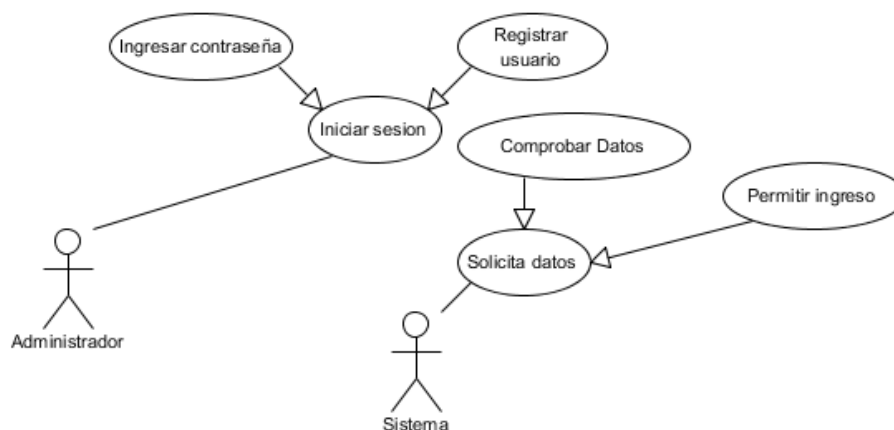 Ingresar contraseña
Registrar
usuario
Iniciar sesion
Comprobar Datos
Permitir ingreso
Solicita datos
Administrador
Sistema